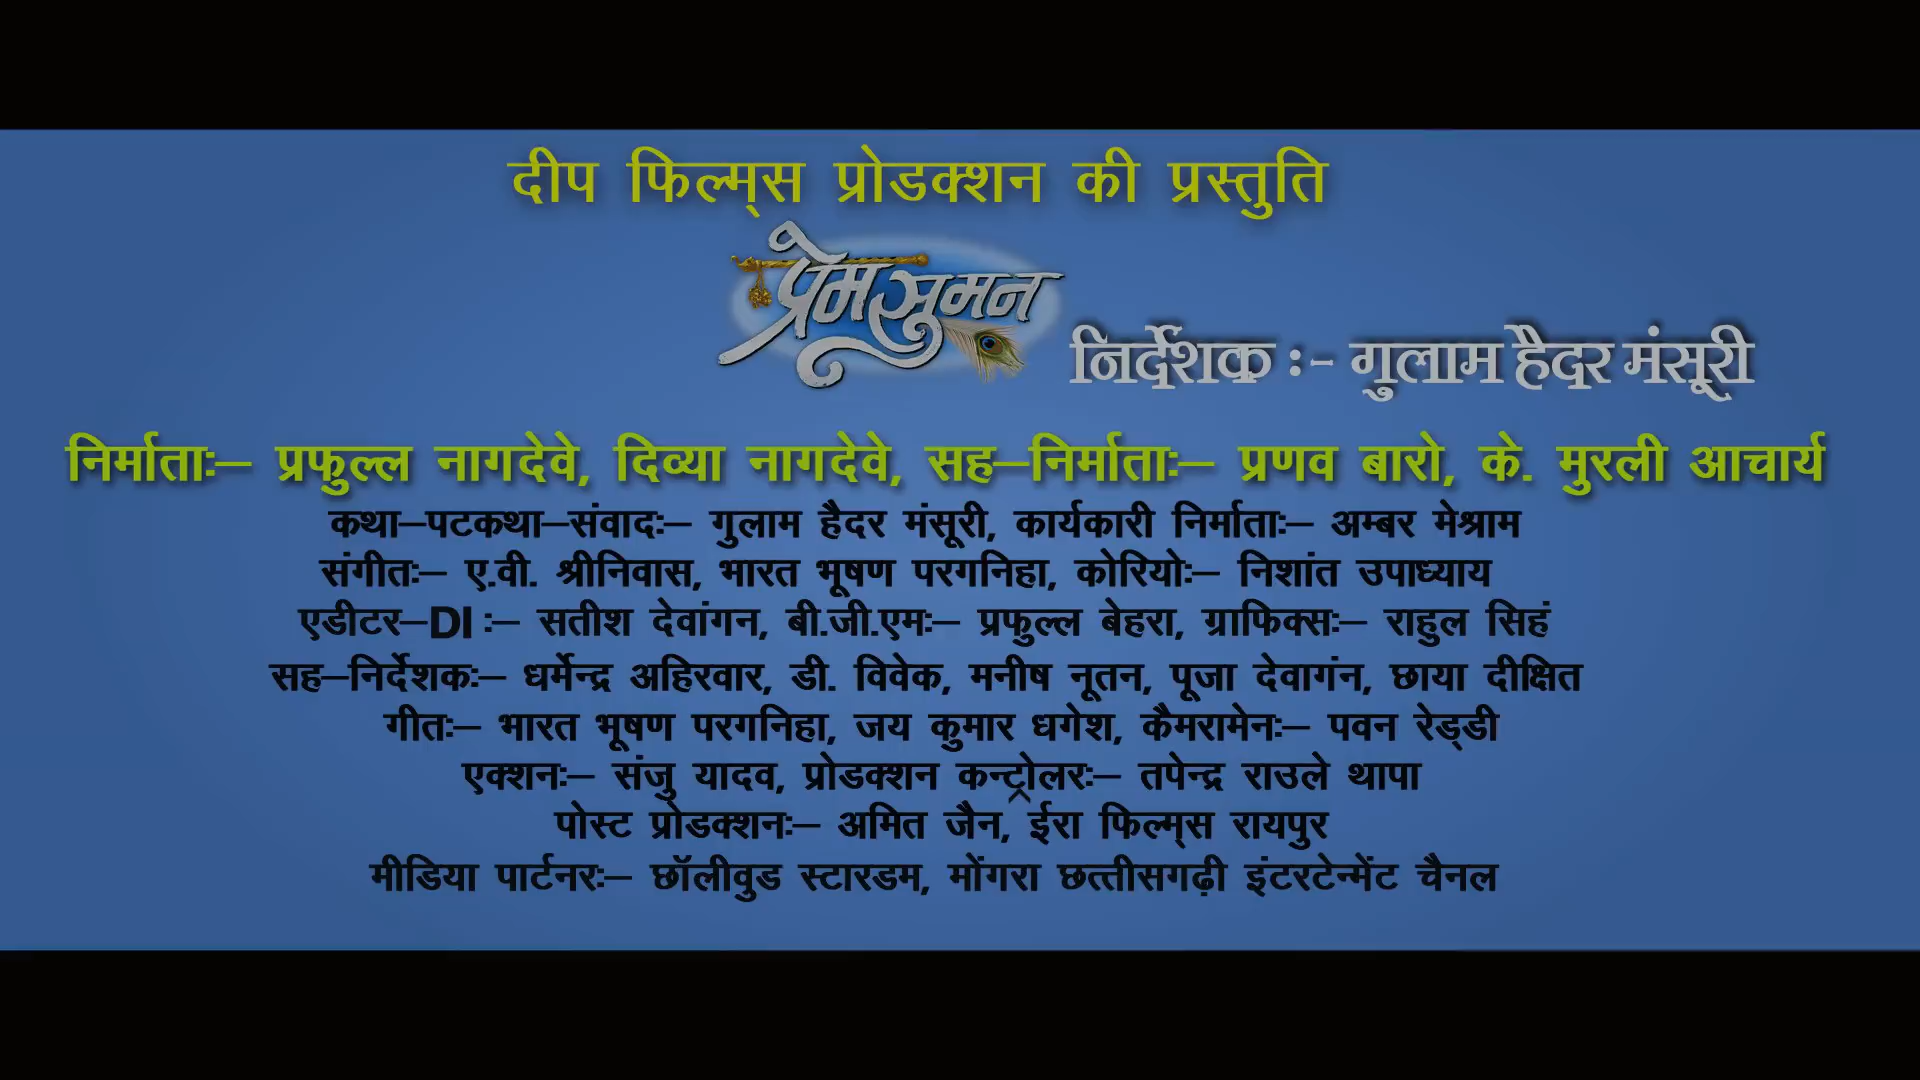 दीप फिल्म्स प्रोडक्शन की प्रस्तुति
प्रेम सुमन
निर्देशक :- गुलाम हैदर मंसूरी
निर्माताः– प्रफुल्ल नागदेवे, दिव्या नागदेवे, सह–निर्माताः– प्रणव बारो, के. मुरली आचार्य
कथा–पटकथा–संवादः– गुलाम हैदर मंसूरी, कार्यकारी निर्माताः– अम्बर मेश्राम
संगीतः– ए.वी. श्रीनिवास, भारत भूषण परगनिहा, कोरियोः– निशांत उपाध्याय
एडीटर–DI :– सतीश देवांगन, बी.जी.एमः– प्रफुल्ल बेहरा, ग्राफिक्सः– राहुल सिहं
सह–निर्देशकः– धर्मेन्द्र अहिरवार, डी. विवेक, मनीष नूतन, पूजा देवागंन, छाया दीक्षित
गीतः– भारत भूषण परगनिहा, जय कुमार धगेश, कैमरामेनः– पवन रेड्डी
एक्शनः– संजु यादव, प्रोडक्शन कन्ट्रोलरः– तपेन्द्र राउले थापा
पोस्ट प्रोडक्शनः– अमित जैन, ईरा फिल्म्स रायपुर
मीडिया पार्टनरः– छॉलीवुड स्टारडम, मोंगरा छत्तीसगढ़ी इंटरटेन्मेंट चैनल